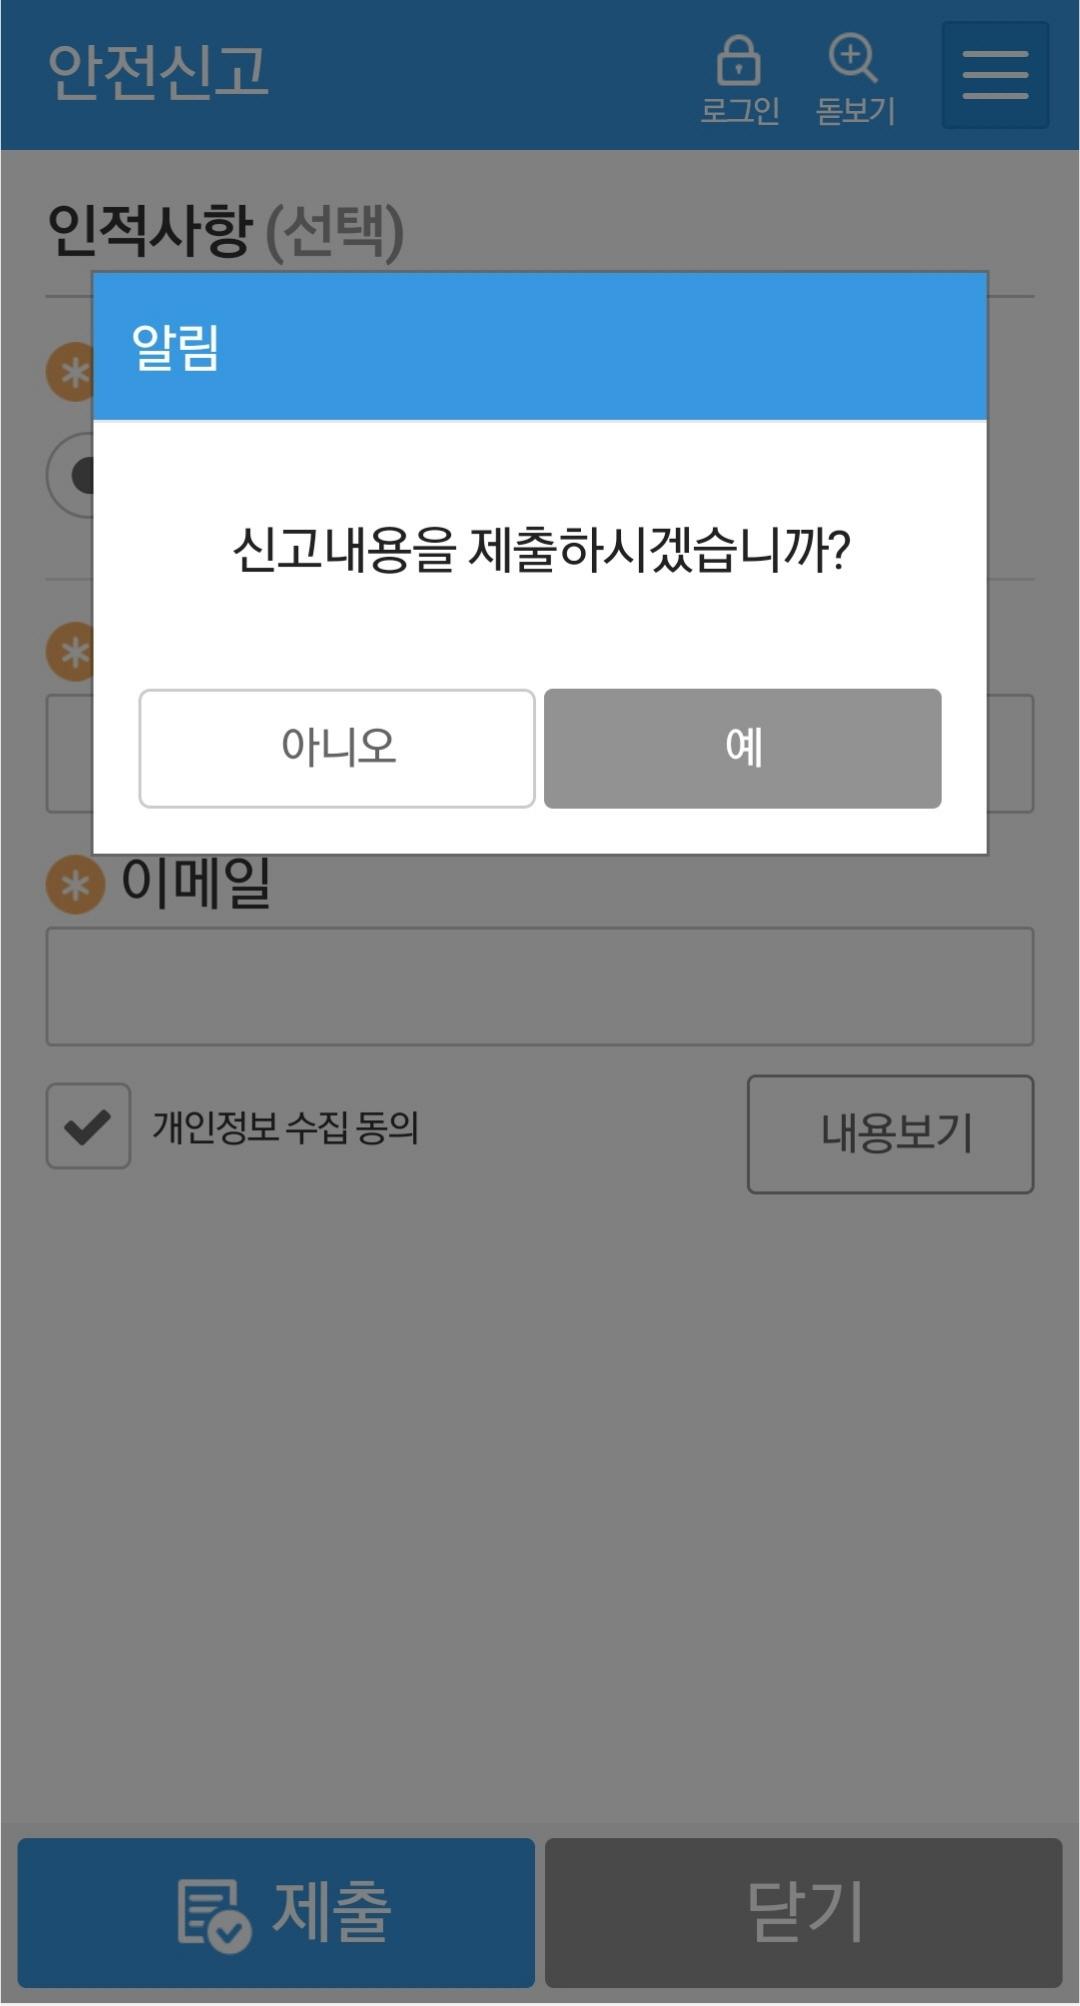 안전신고
로그인
돋보기
인적사항 (선택)
알림
신고내용을 제출하시겠습니까?
아니오
예
이메일
개인정보 수집 동의
내용보기
제출
닫기